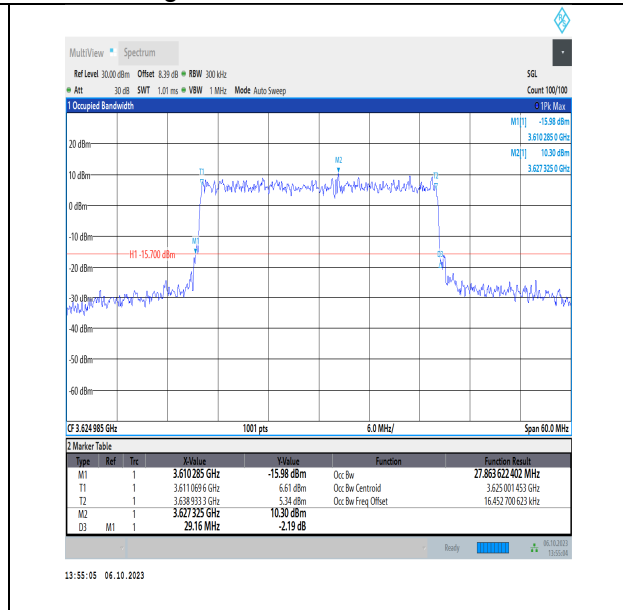 MultiView Spectrum
Ref Level 30.00 dBm Offset 8.39 dB RBW 300 kHz SGL
Att 30 dB SWT 1.01 ms VBW 1 MHz Mode Auto Sweep Count 100/100
1 Occupied Bandwidth 1Pk Max
M1[1] -15.98 dBm
3.610 285 0 GHz
M2[1] 10.30 dBm
3.627 325 0 GHz
20 dBm
10 dBm
0 dBm
-10 dBm
-20 dBm
-30 dBm
-40 dBm
-50 dBm
-60 dBm
T1
M2
T2
M1
H1 -15.700 dBm
D3
CF 3.624 985 GHz 1001 pts 6.0 MHz/ Span 60.0 MHz
2 Marker Table
Type Ref Trc X-Value Y-Value Function Function Result
M1 1 3.610 285 GHz -15.98 dBm Occ Bw 27.863 622 402 MHz
T1 1 3.611 069 6 GHz 6.61 dBm Occ Bw Centroid 3.625 001 453 GHz
T2 1 3.638 933 3 GHz 5.34 dBm Occ Bw Freq Offset 16.452 700 623 kHz
M2 1 3.627 325 GHz 10.30 dBm
D3 M1 1 29.16 MHz -2.19 dB
Ready 06.10.2023
13:55:04
13:55:05 06.10.2023